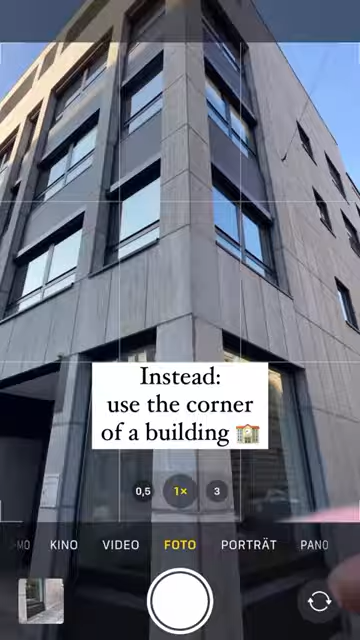 Instead:
use the corner
of a building 🏫
0,5 1× 3
-MO KINO VIDEO FOTO PORTRÄT PANO